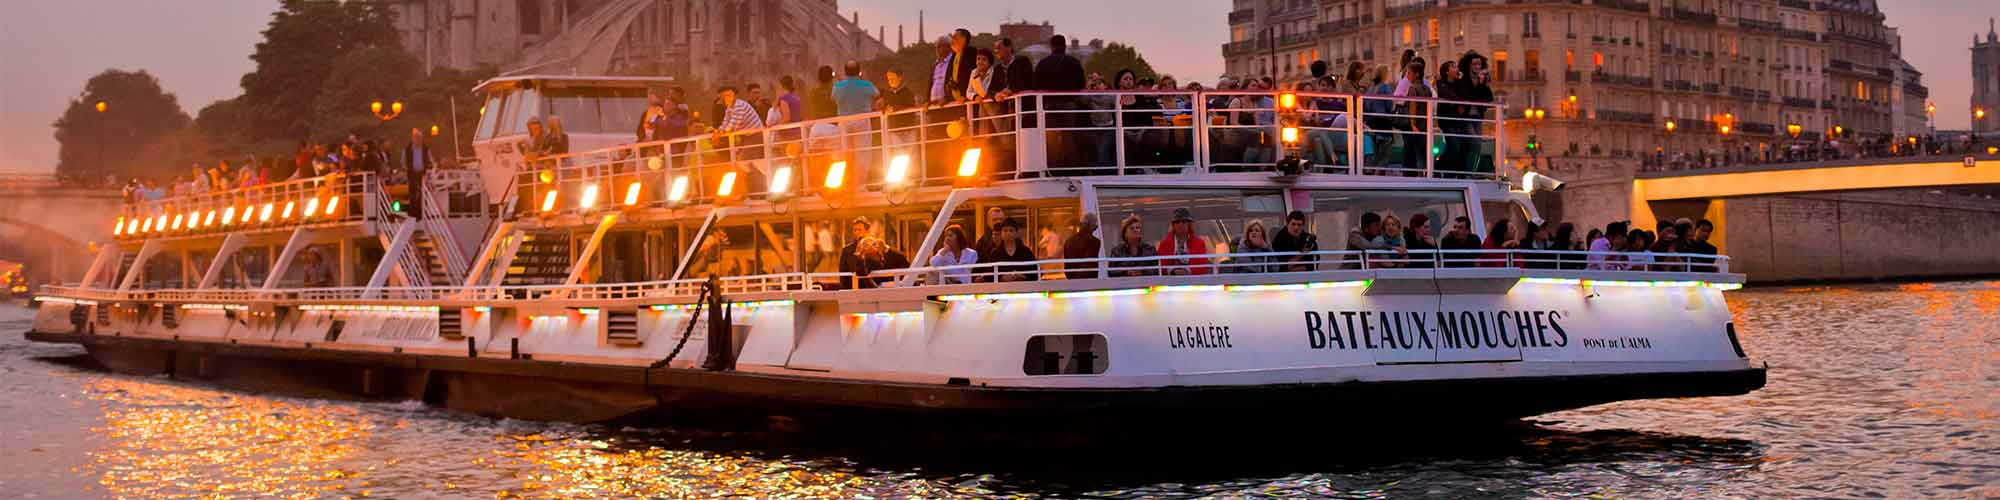 LA GALÈRE BATEAUX-MOUCHES® PONT DE L'ALMA